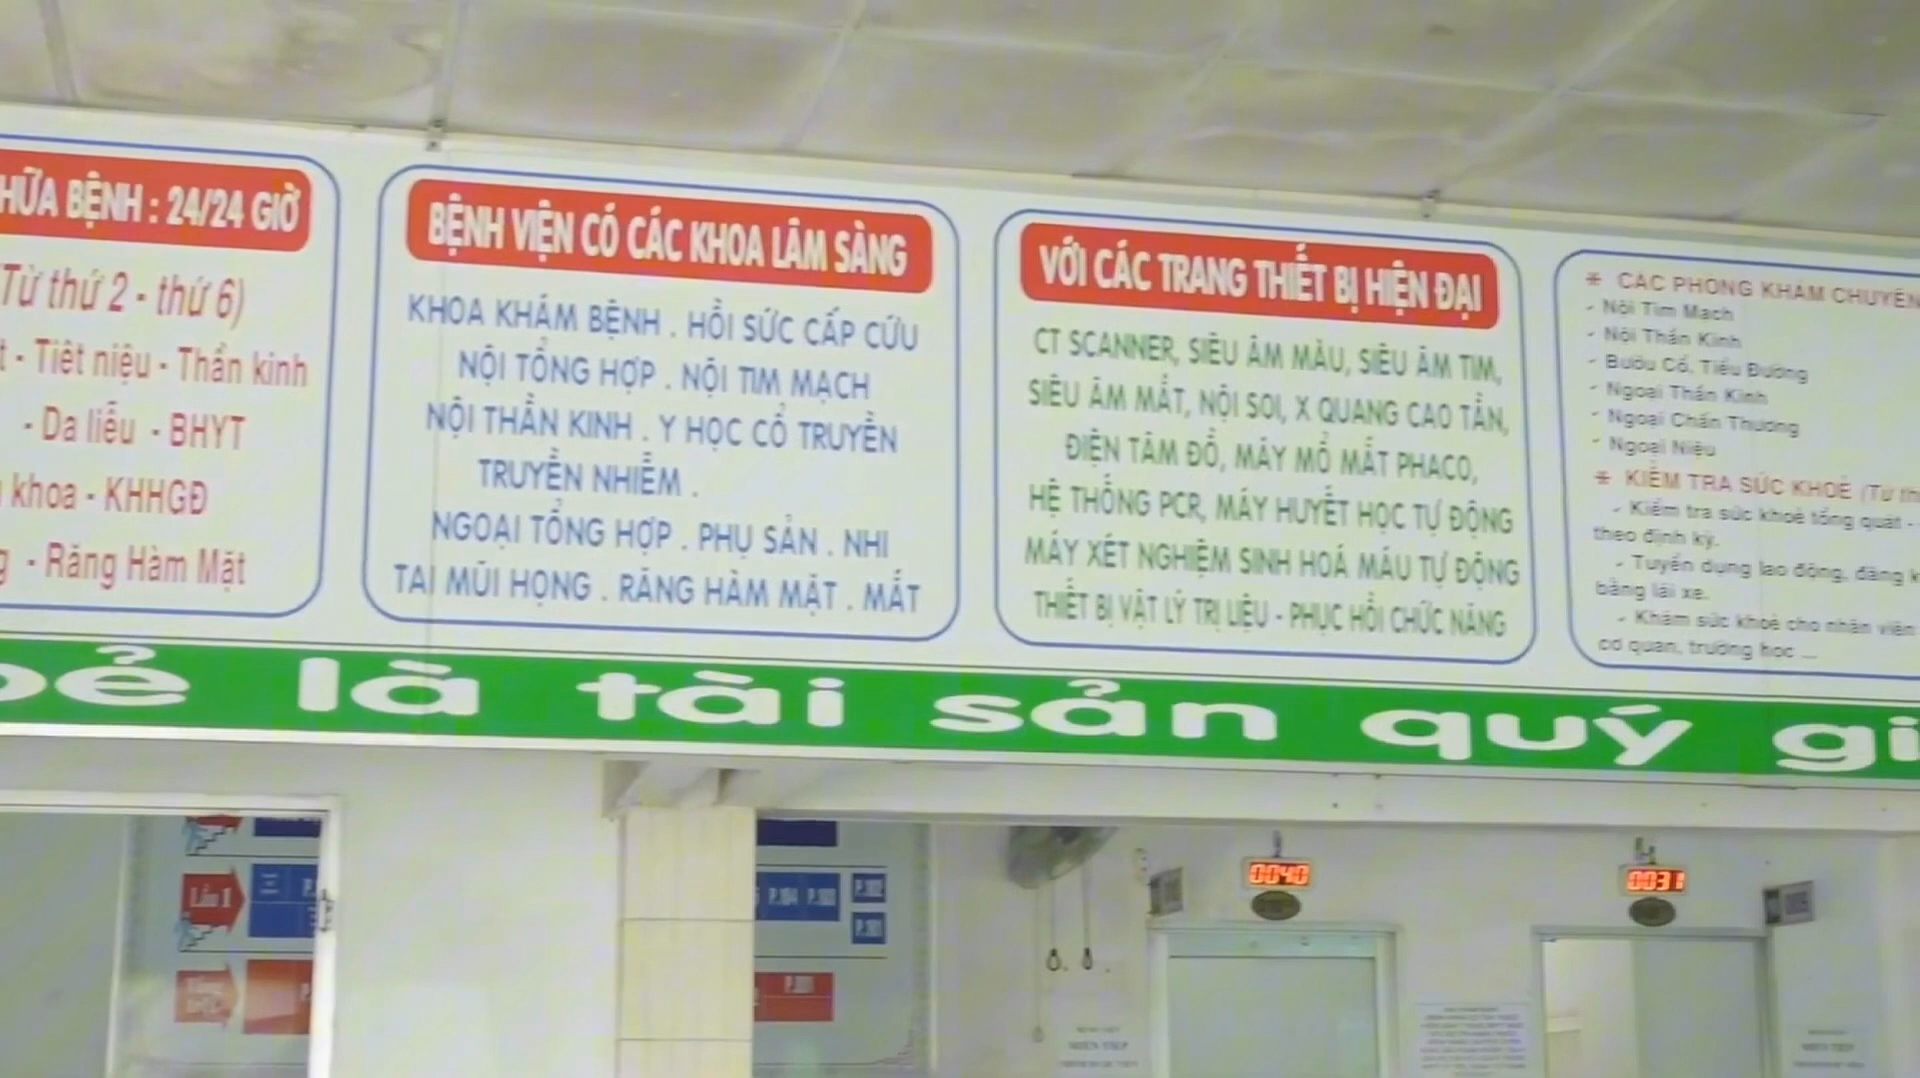 HỮA BỆNH : 24/24 GIỜ
Từ thứ 2 - thứ 6)
t - Tiết niệu - Thần kinh
- Da liễu - BHYT
khoa - KHHGĐ
g - Răng Hàm Mặt
BỆNH VIỆN CÓ CÁC KHOA LÂM SÀNG
KHOA KHÁM BỆNH . HỒI SỨC CẤP CỨU
NỘI TỔNG HỢP . NỘI TIM MẠCH
NỘI THẦN KINH . Y HỌC CỔ TRUYỀN
TRUYỀN NHIỄM .
NGOẠI TỔNG HỢP . PHỤ SẢN . NHI
TAI MŨI HỌNG . RĂNG HÀM MẶT . MẮT
VỚI CÁC TRANG THIẾT BỊ HIỆN ĐẠI
CT SCANNER, SIÊU ÂM MÀU, SIÊU ÂM TIM,
SIÊU ÂM MẮT, NỘI SOI, X QUANG CAO TẦN,
ĐIỆN TÂM ĐỒ, MÁY MỔ MẮT PHACO,
HỆ THỐNG PCR, MÁY HUYẾT HỌC TỰ ĐỘNG
MÁY XÉT NGHIỆM SINH HOÁ MÁU TỰ ĐỘNG
THIẾT BỊ VẬT LÝ TRỊ LIỆU - PHỤC HỒI CHỨC NĂNG
* CÁC PHÒNG KHÁM CHUYÊN
- Nội Tim Mạch
- Nội Thần Kinh
- Bướu Cổ, Tiểu Đường
- Ngoại Thần Kinh
- Ngoại Chấn Thương
- Ngoại Niệu
* KIỂM TRA SỨC KHOẺ (Từ th
- Kiểm tra sức khoẻ tổng quát -
theo định kỳ.
- Tuyển dụng lao động, đăng k
bằng lái xe.
- Khám sức khoẻ cho nhân viên
cơ quan, trường học ...
oẻ là tài sản quý gi
0040
0031
Lầu 1
P.104 P.103 P.102
P.101